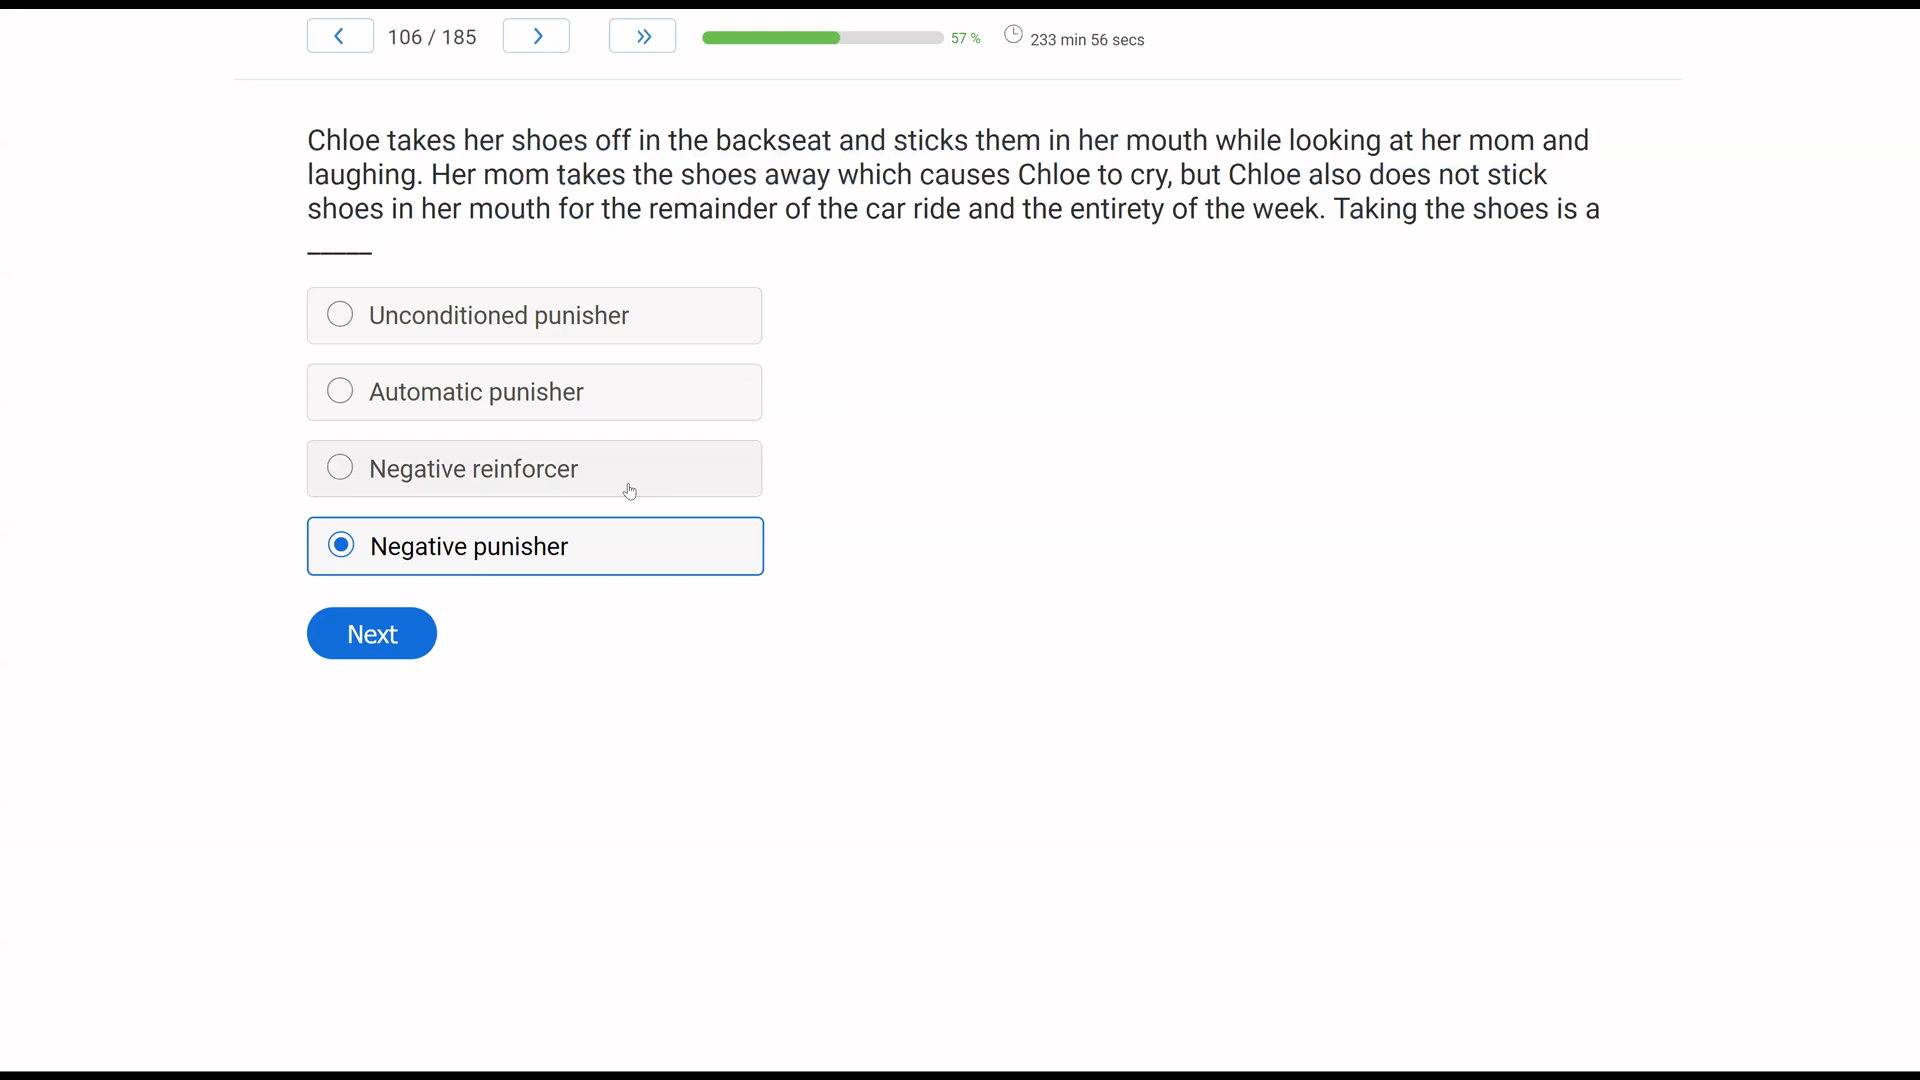 106 / 185
57 %
233 min 56 secs
Chloe takes her shoes off in the backseat and sticks them in her mouth while looking at her mom and
laughing. Her mom takes the shoes away which causes Chloe to cry, but Chloe also does not stick
shoes in her mouth for the remainder of the car ride and the entirety of the week. Taking the shoes is a
_____
Unconditioned punisher
Automatic punisher
Negative reinforcer
Negative punisher
Next